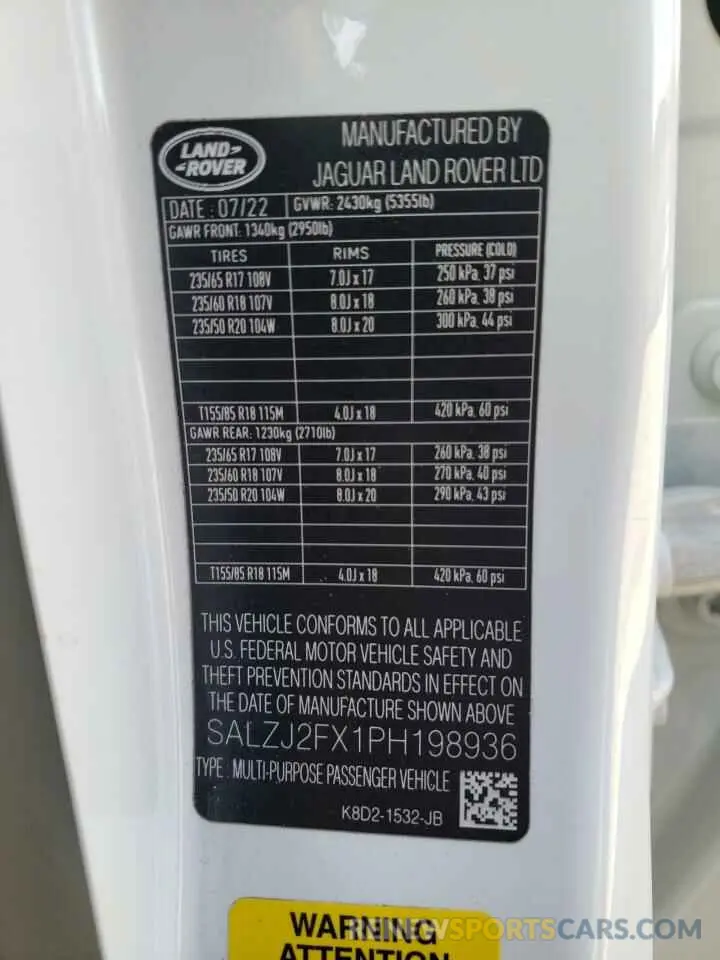 LAND-
-ROVER
MANUFACTURED BY
JAGUAR LAND ROVER LTD
DATE : 07/22 GVWR: 2430kg (5355lb)
GAWR FRONT: 1340kg (2950lb)
TIRES RIMS PRESSURE (COLD)
235/65 R17 108V 7.0J x 17 250 kPa, 37 psi
235/60 R18 107V 8.0J x 18 260 kPa, 38 psi
235/50 R20 104W 8.0J x 20 300 kPa, 44 psi
T155/85 R18 115M 4.0J x 18 420 kPa, 60 psi
GAWR REAR: 1230kg (2710lb)
235/65 R17 108V 7.0J x 17 260 kPa, 38 psi
235/60 R18 107V 8.0J x 18 270 kPa, 40 psi
235/50 R20 104W 8.0J x 20 290 kPa, 43 psi
T155/85 R18 115M 4.0J x 18 420 kPa, 60 psi
THIS VEHICLE CONFORMS TO ALL APPLICABLE
U.S. FEDERAL MOTOR VEHICLE SAFETY AND
THEFT PREVENTION STANDARDS IN EFFECT ON
THE DATE OF MANUFACTURE SHOWN ABOVE
SALZJ2FX1PH198936
TYPE : MULTI-PURPOSE PASSENGER VEHICLE
K8D2-1532-JB
WARNING
RENEWSPORTSCARS.COM
ATTENTION